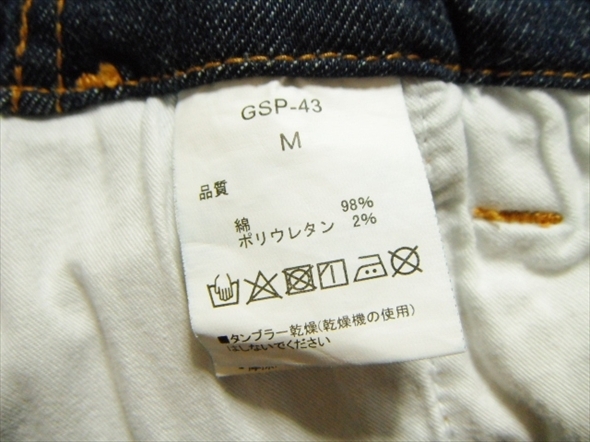 GSP-43
M
品質
綿 98%
ポリウレタン 2%
■タンブラー乾燥(乾燥機の使用)
はしないでください